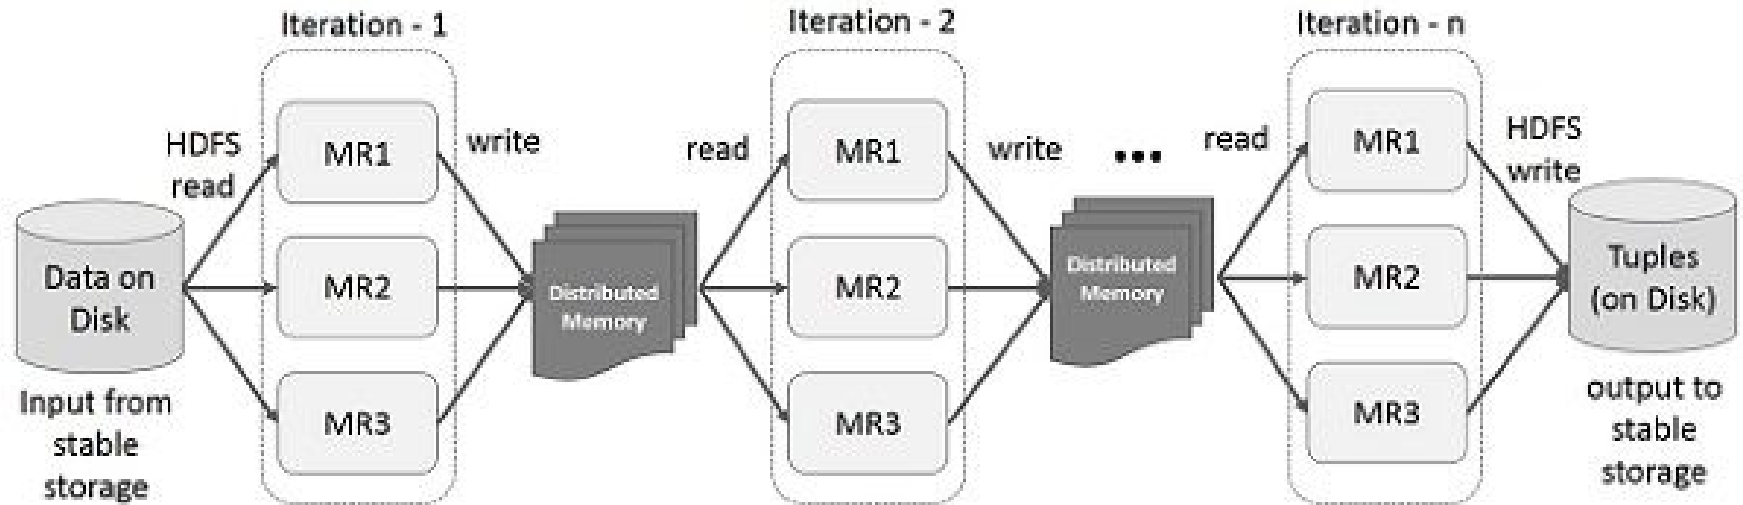 Iteration - 1
Iteration - 2
Iteration - n
HDFS
read
MR1
MR2
MR3
write
read
MR1
MR2
MR3
write
...
read
MR1
MR2
MR3
HDFS
write
Data on
Disk
Input from
stable
storage
Distributed
Memory
Distributed
Memory
Tuples
(on Disk)
output to
stable
storage